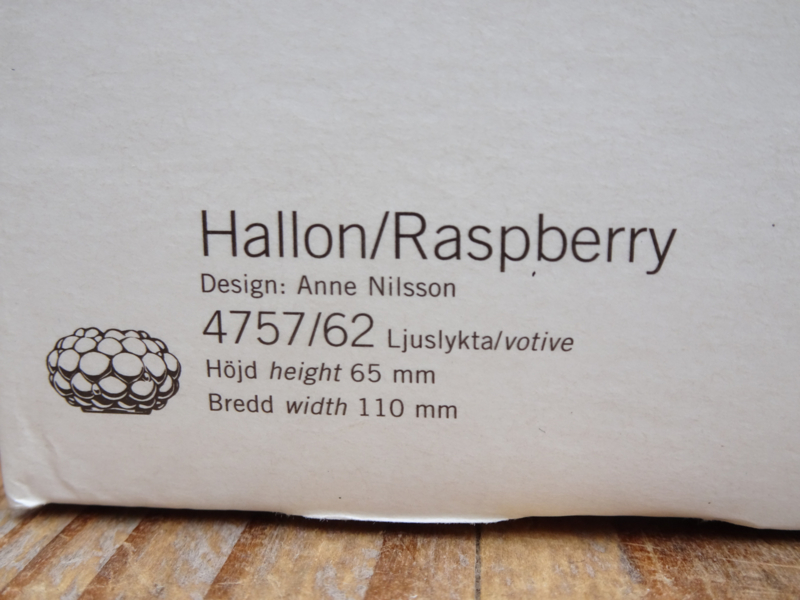 Hallon/Raspberry
Design: Anne Nilsson
4757/62 Ljuslykta/votive
Höjd height 65 mm
Bredd width 110 mm